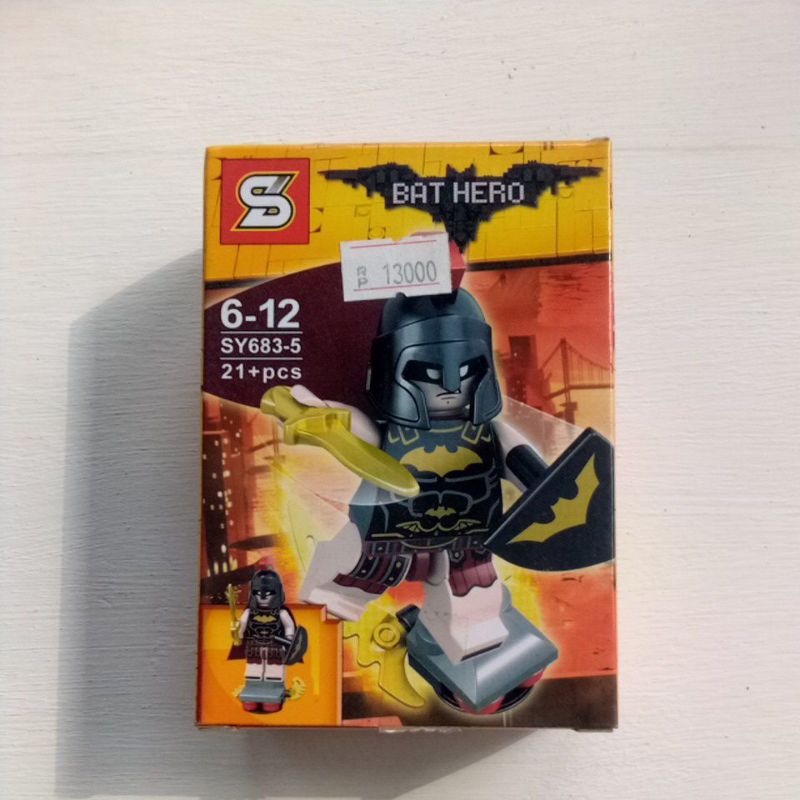 S
BAT HERO
RP 13000
6-12
SY683-5
21+pcs